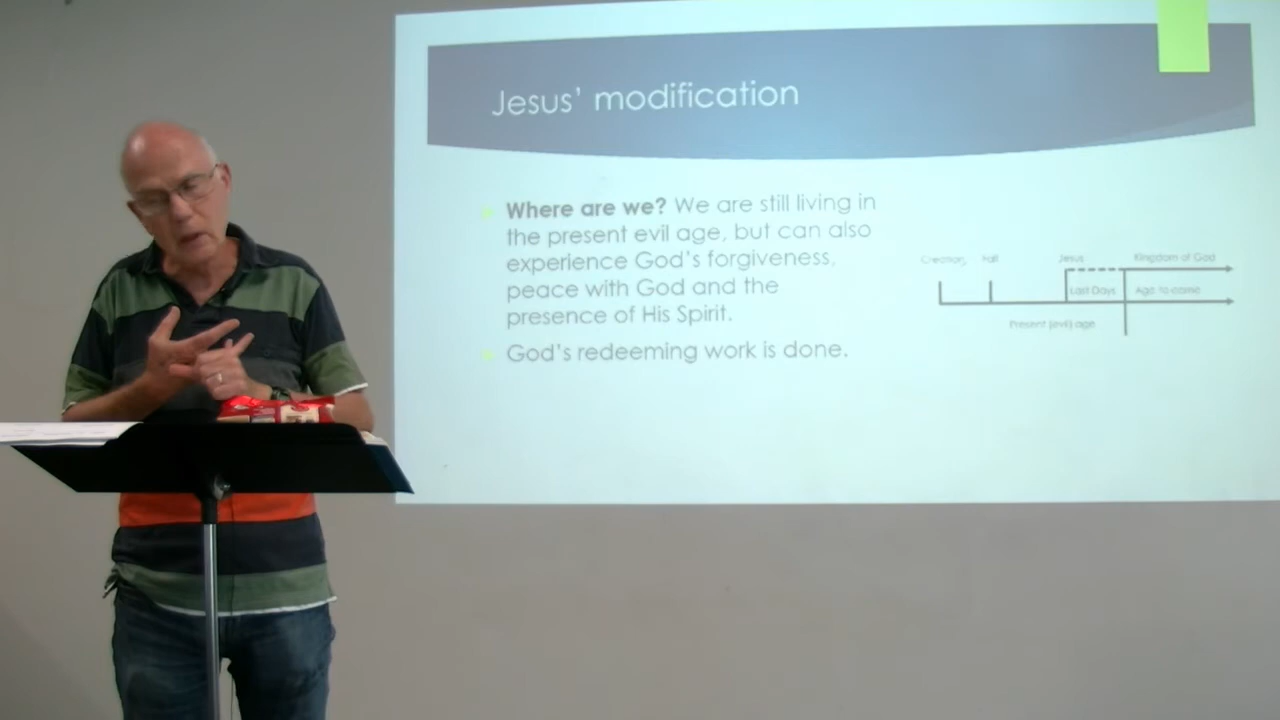 Jesus' modification
Where are we? We are still living in
the present evil age, but can also
experience God's forgiveness,
peace with God and the
presence of His Spirit.
God's redeeming work is done.
Creation Fall Jesus Kingdom of God
Last Days Age to come
Present (evil) age